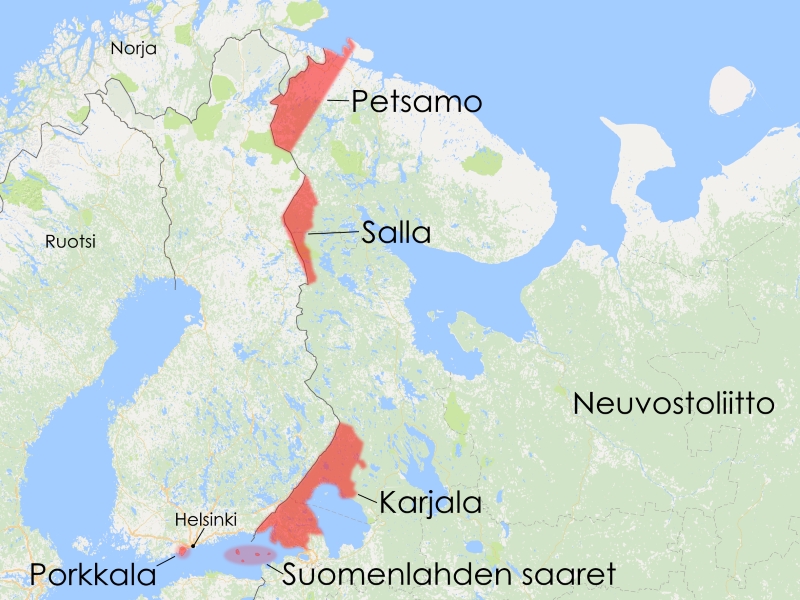 Norja
Petsamo
Ruotsi
Salla
Neuvostoliitto
Karjala
Helsinki
Porkkala
Suomenlahden saaret